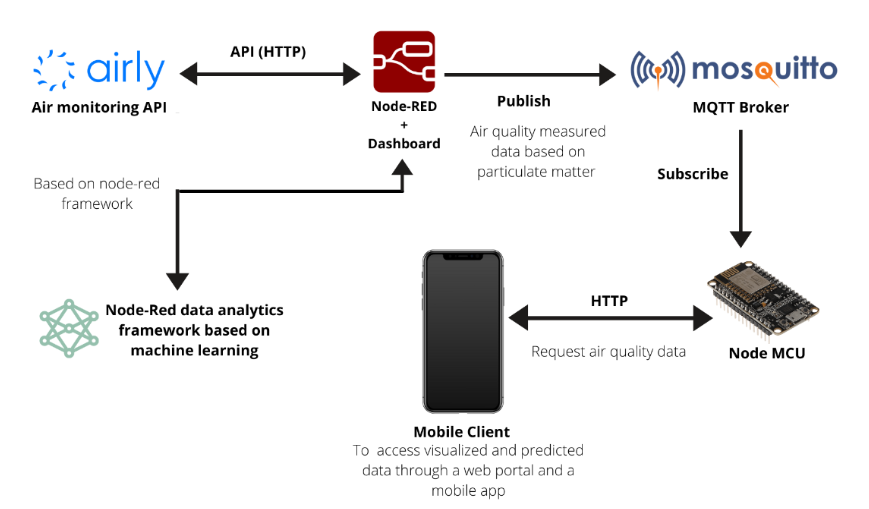 airly
Air monitoring API
API (HTTP)
Node-RED
+
Dashboard
Publish
Air quality measured
data based on
particulate matter
mosquitto
MQTT Broker
Subscribe
Based on node-red
framework
Node-Red data analytics
framework based on
machine learning
HTTP
Request air quality data
Node MCU
Mobile Client
To access visualized and predicted
data through a web portal and a
mobile app